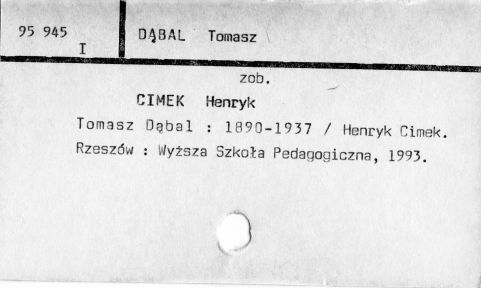 95 945
I
DĄBAL Tomasz
zob.
CIMEK Henryk
Tomasz Dąbal : 1890-1937 / Henryk Cimek.
Rzeszów : Wyższa Szkoła Pedagogiczna, 1993.